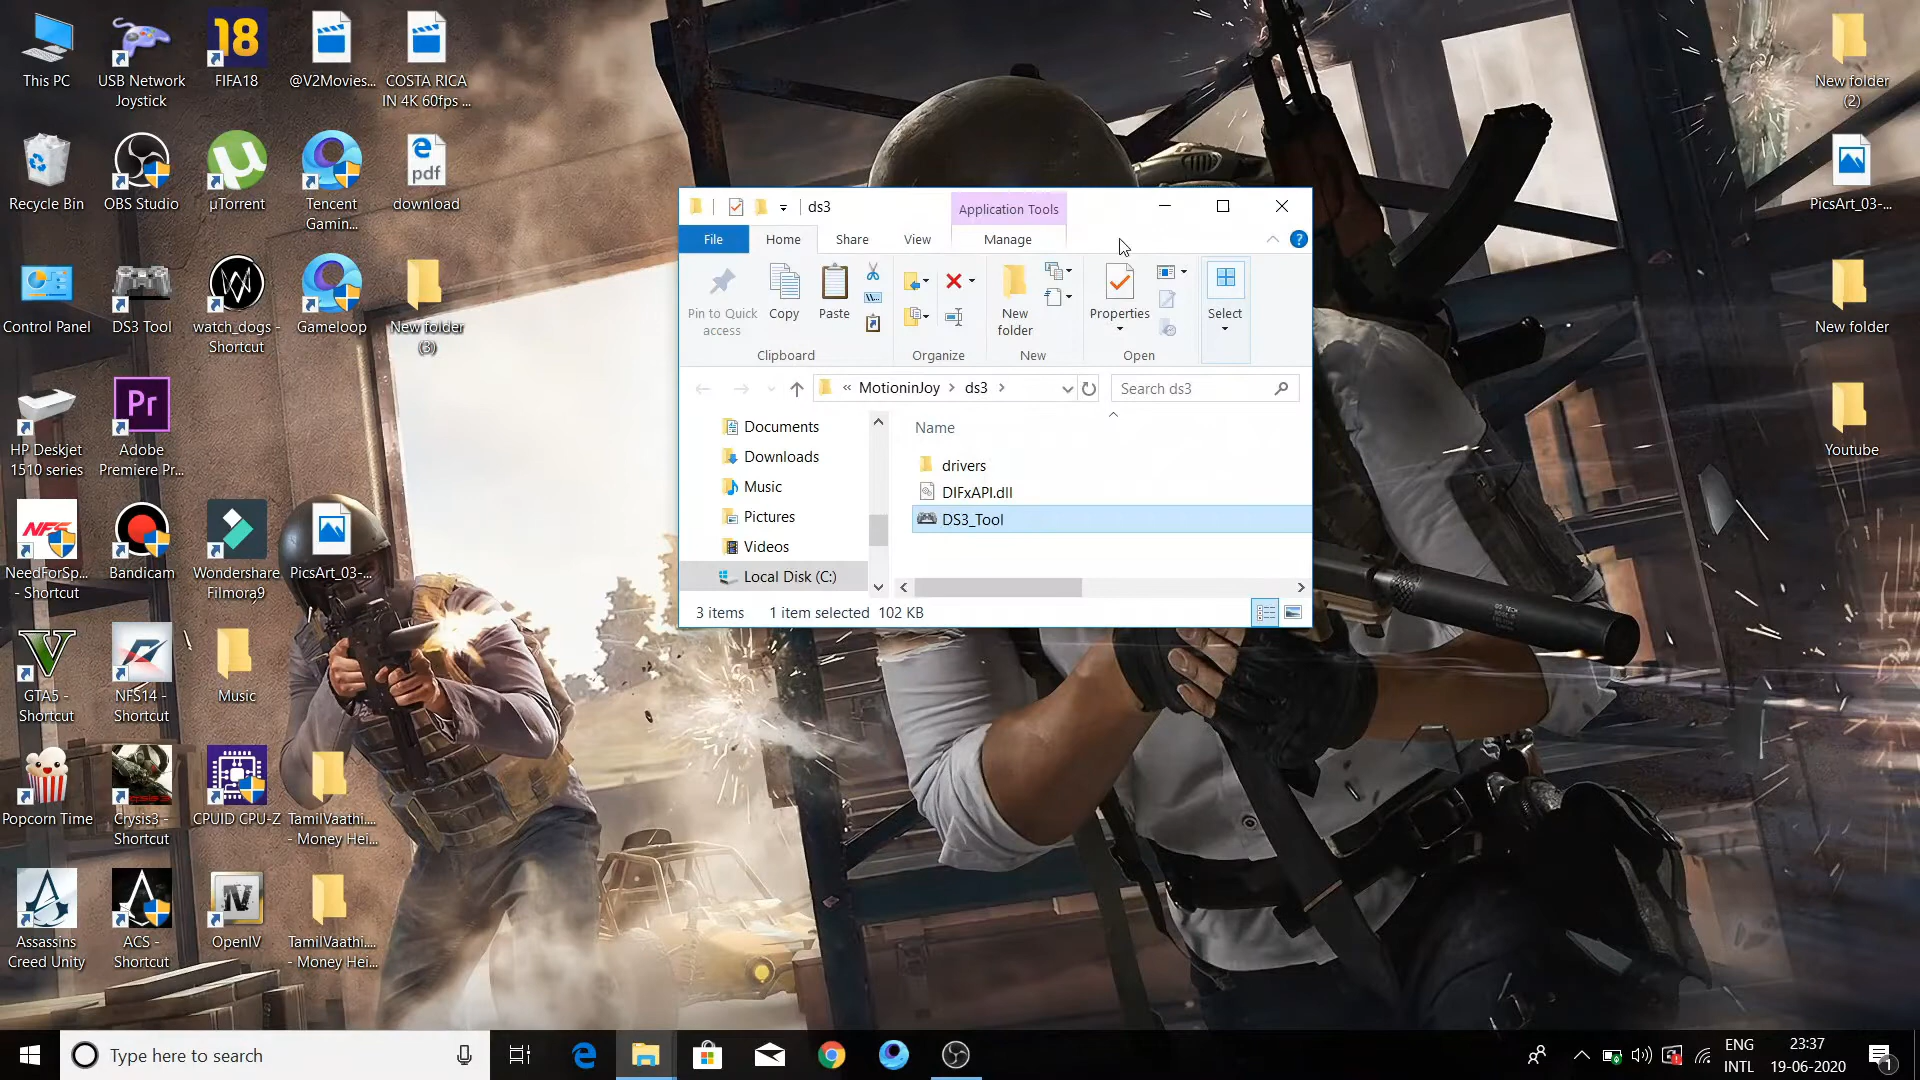 This PC
USB Network
Joystick
18
FIFA18
@V2Movies...
COSTA RICA
IN 4K 60fps ...
Recycle Bin
OBS Studio
µ
µTorrent
Tencent
Gamin...
pdf
download
Control Panel
DS3 Tool
watch_dogs -
Shortcut
Gameloop
New folder
(3)
HP Deskjet
1510 series
Pr
Adobe
Premiere Pr...
NFS
NeedForSp...
- Shortcut
Bandicam
Wondershare
Filmora9
PicsArt_03-...
V
GTA5 -
Shortcut
NFS14 -
Shortcut
Music
Popcorn Time
Crysis3 -
Shortcut
CPUID CPU-Z
TamilVaathi....
- Money Hei...
Assassins
Creed Unity
ACS -
Shortcut
IV
OpenIV
TamilVaathi....
- Money Hei...
New folder
(2)
PicsArt_03-...
New folder
Youtube
ds3
Application Tools
File
Home
Share
View
Manage
Pin to Quick
access
Copy
Paste
Clipboard
Organize
New
folder
New
Properties
Open
Select
« MotioninJoy > ds3 >
Search ds3
Documents
Downloads
Music
Pictures
Videos
Local Disk (C:)
Name
drivers
DIFxAPI.dll
DS3_Tool
3 items
1 item selected 102 KB
Type here to search
ENG
INTL
23:37
19-06-2020
1